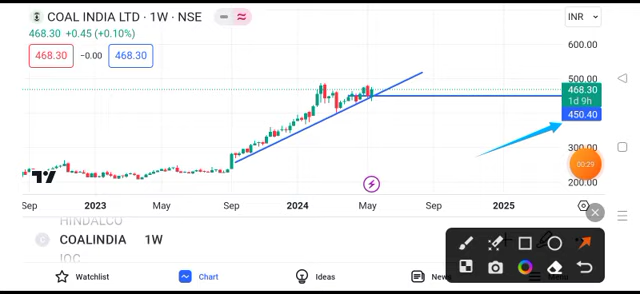 COAL INDIA LTD · 1W · NSE
INR
468.30 +0.45 (+0.10%)
468.30 −0.00 468.30
600.00
500.00
468.30
1d 9h
450.40
300.00
200.00
00:29
Sep 2023 May Sep 2024 May Sep 2025
HINDALCO
COALINDIA 1W
IOC
Watchlist Chart Ideas News Menu